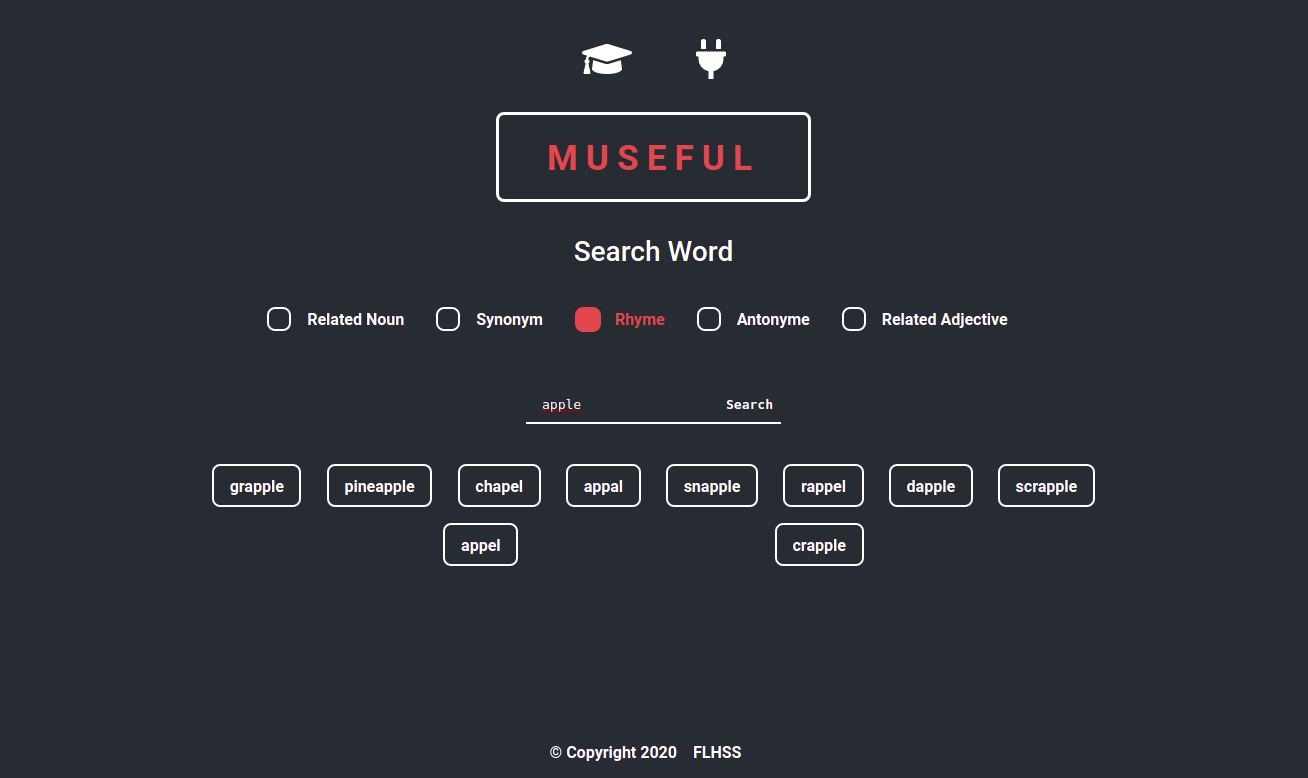 MUSEFUL
Search Word
Related Noun Synonym Rhyme Antonyme Related Adjective
apple Search
grapple pineapple chapel appal snapple rappel dapple scrapple
appel crapple
© Copyright 2020 FLHSS